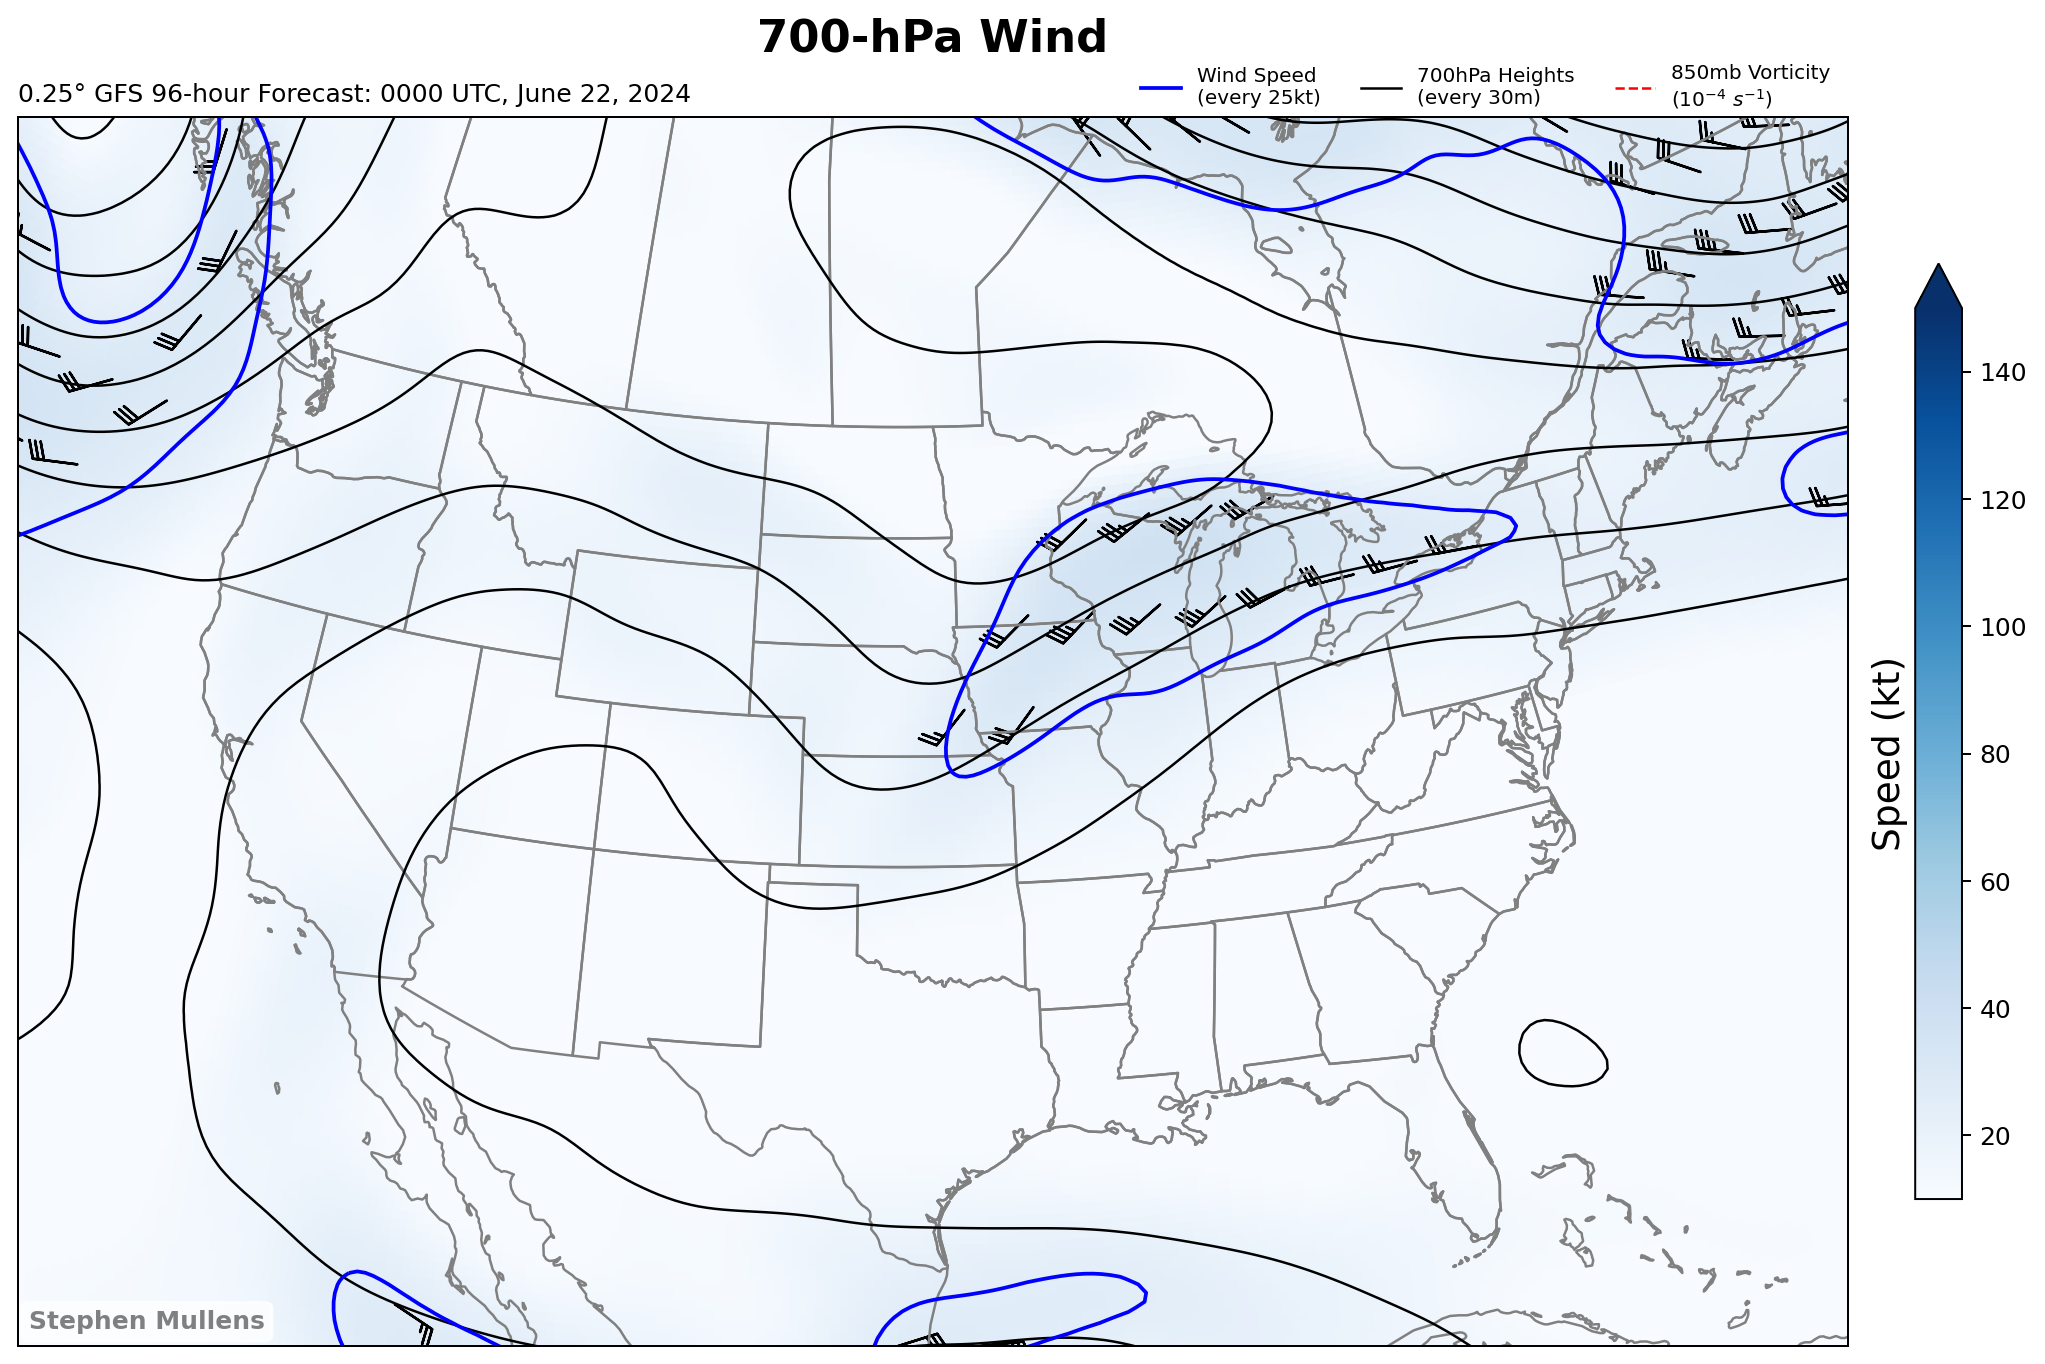 700-hPa Wind
0.25° GFS 96-hour Forecast: 0000 UTC, June 22, 2024
Wind Speed
(every 25kt)
700hPa Heights
(every 30m)
850mb Vorticity
(10⁻⁴ s⁻¹)
140
120
100
80
60
40
20
Speed (kt)
Stephen Mullens